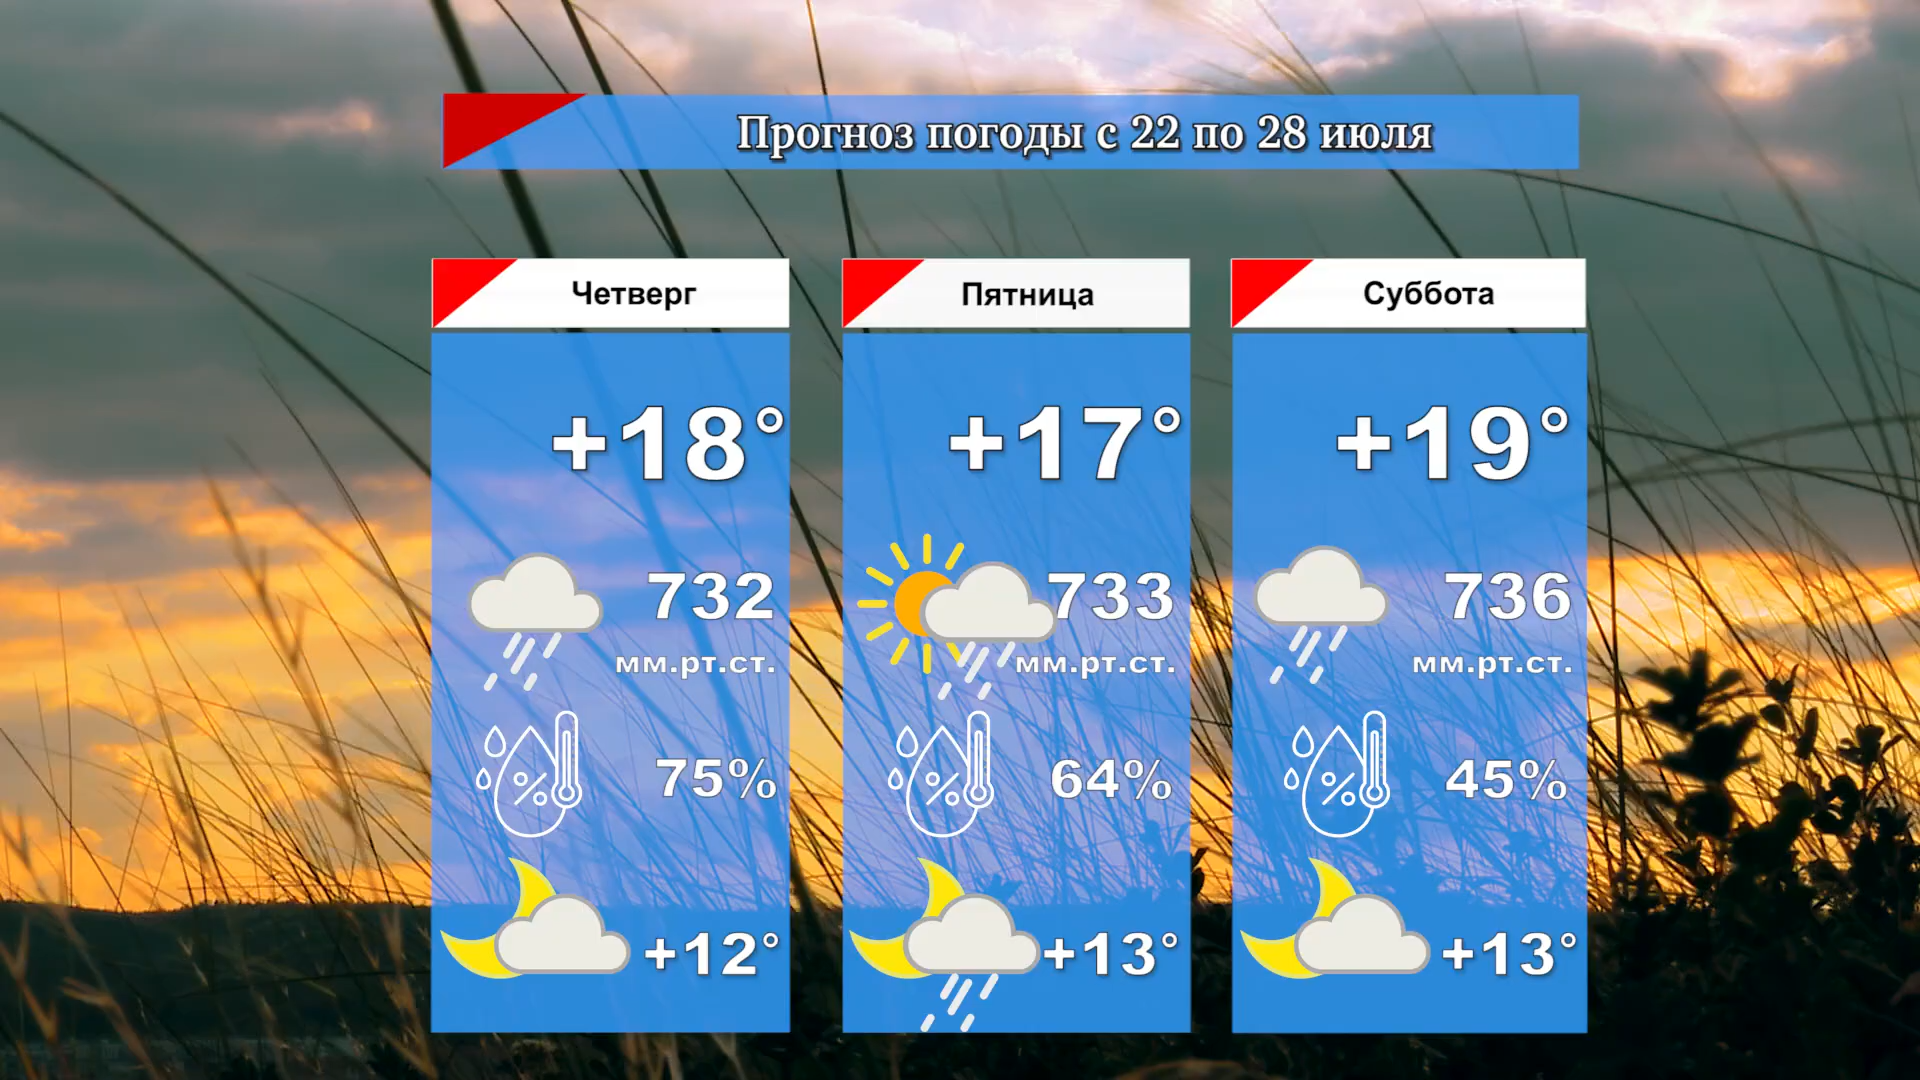 Прогноз погоды с 22 по 28 июля
Четверг
+18°
732
мм.рт.ст.
75%
+12°
Пятница
+17°
733
мм.рт.ст.
64%
+13°
Суббота
+19°
736
мм.рт.ст.
45%
+13°